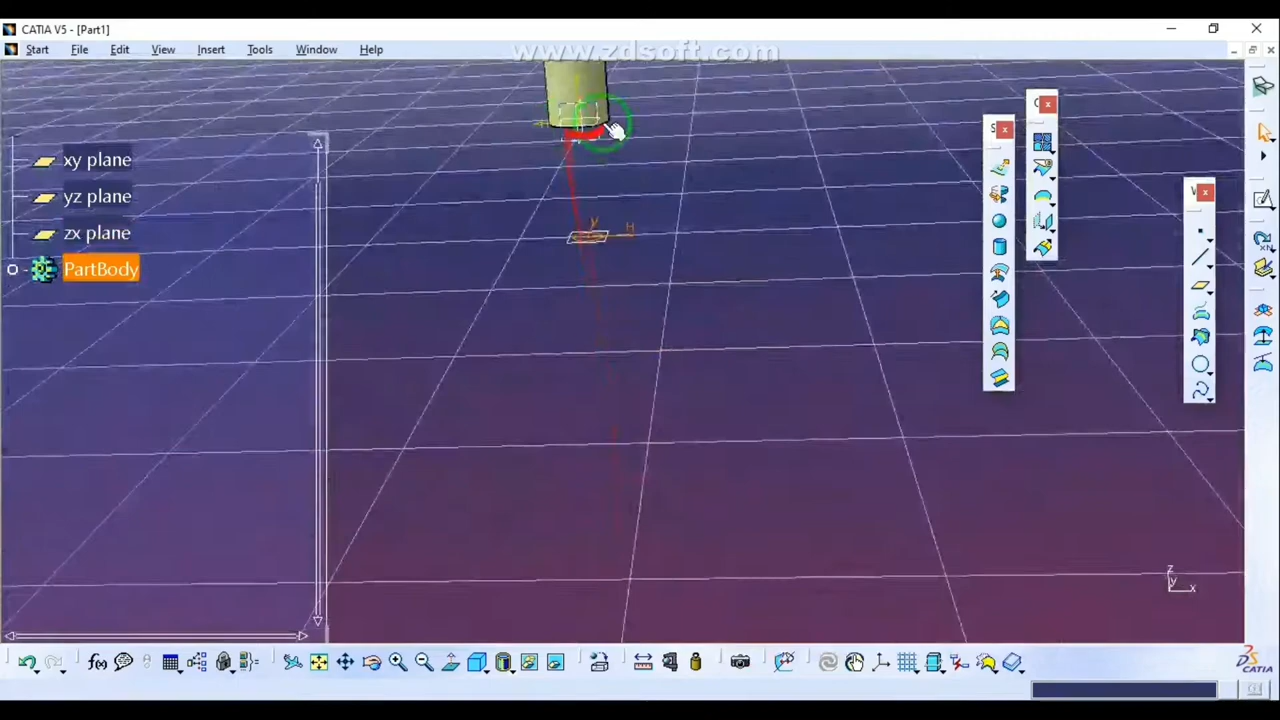 CATIA V5 - [Part1]
Start File Edit View Insert Tools Window Help
www.zdsoft.com
xy plane
yz plane
zx plane
PartBody
y
H
z
y
x
f(x)
CATIA